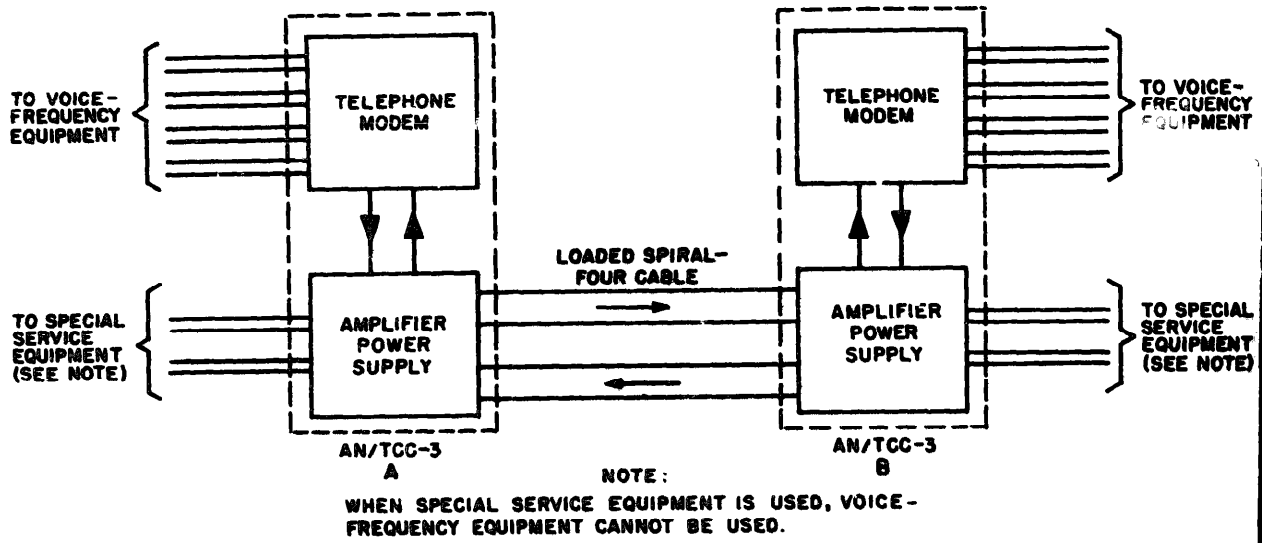 TO VOICE-
FREQUENCY
EQUIPMENT
TELEPHONE
MODEM
TELEPHONE
MODEM
TO VOICE-
FREQUENCY
EQUIPMENT
LOADED SPIRAL-
FOUR CABLE
TO SPECIAL
SERVICE
EQUIPMENT
(SEE NOTE)
AMPLIFIER
POWER
SUPPLY
AMPLIFIER
POWER
SUPPLY
TO SPECIAL
SERVICE
EQUIPMENT
(SEE NOTE)
AN/TCC-3
A
AN/TCC-3
B
NOTE:
WHEN SPECIAL SERVICE EQUIPMENT IS USED, VOICE-
FREQUENCY EQUIPMENT CANNOT BE USED.